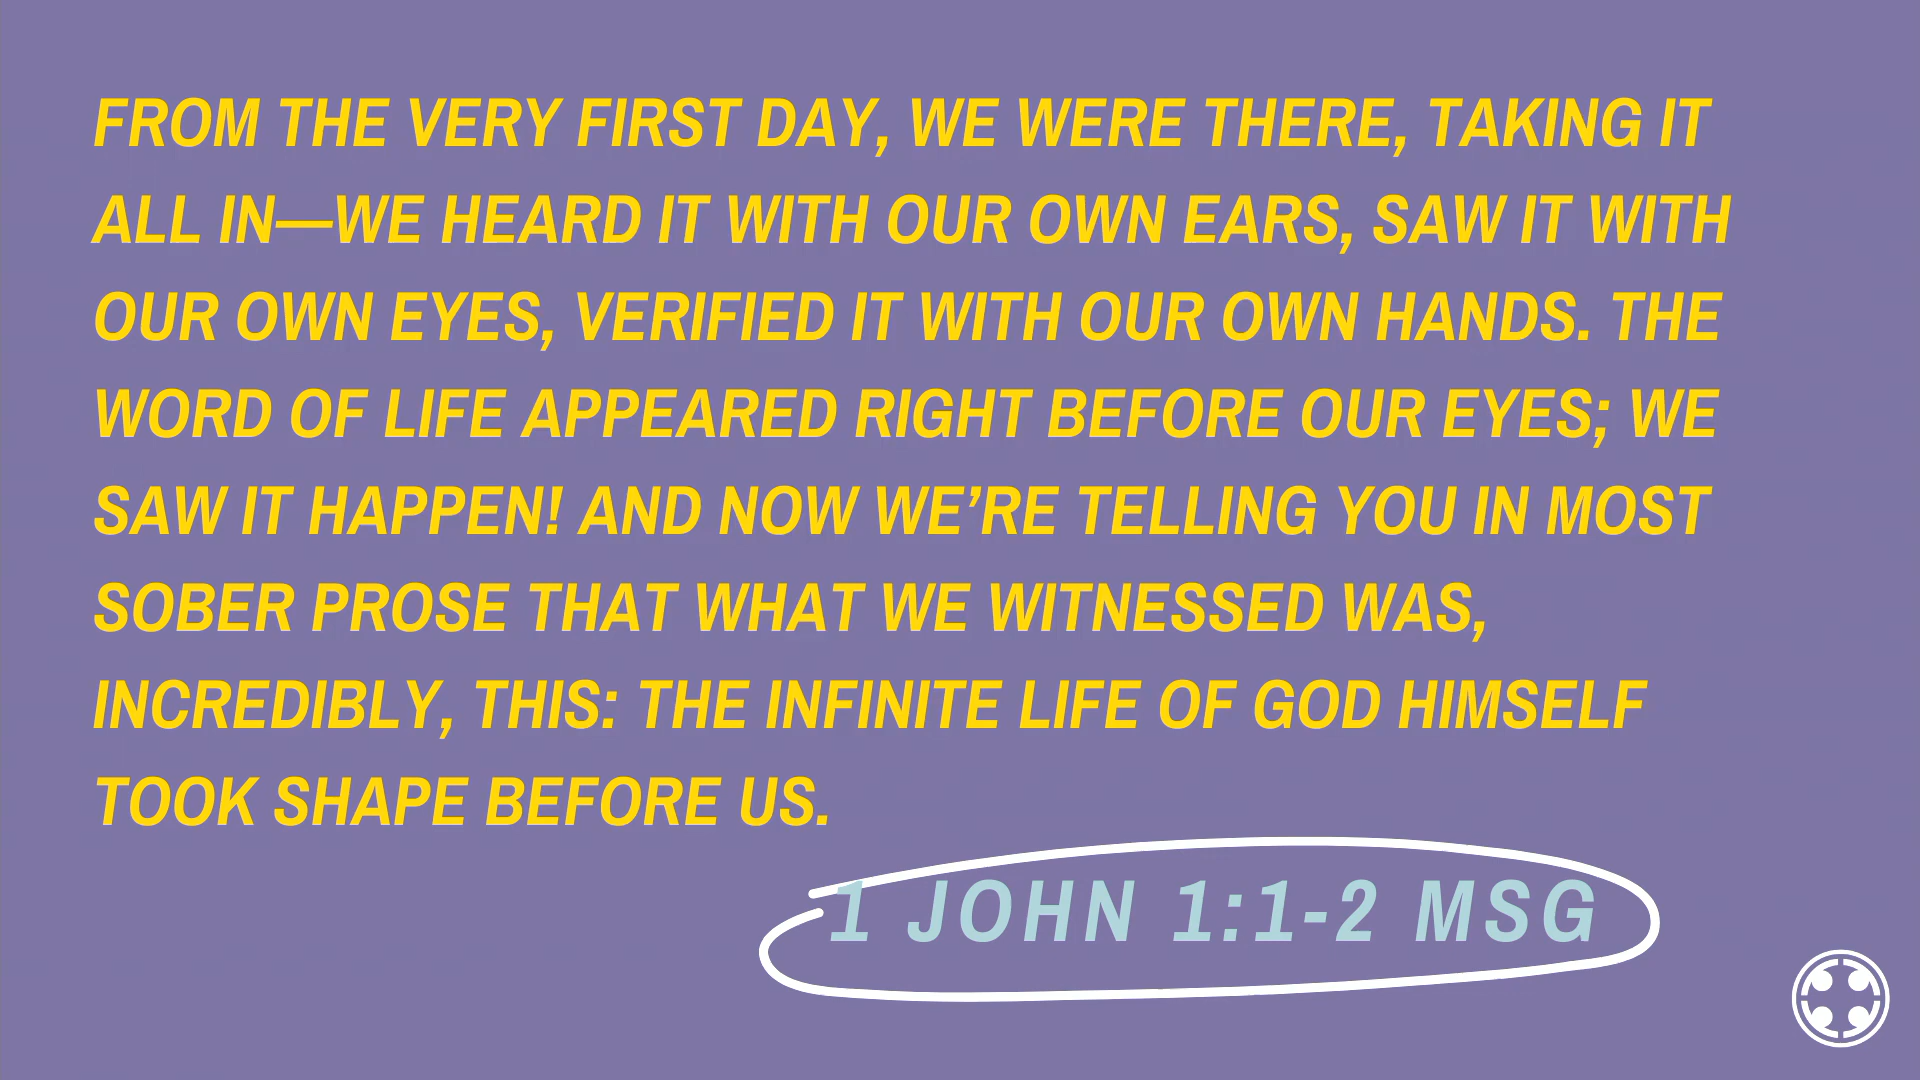 FROM THE VERY FIRST DAY, WE WERE THERE, TAKING IT
ALL IN—WE HEARD IT WITH OUR OWN EARS, SAW IT WITH
OUR OWN EYES, VERIFIED IT WITH OUR OWN HANDS. THE
WORD OF LIFE APPEARED RIGHT BEFORE OUR EYES; WE
SAW IT HAPPEN! AND NOW WE’RE TELLING YOU IN MOST
SOBER PROSE THAT WHAT WE WITNESSED WAS,
INCREDIBLY, THIS: THE INFINITE LIFE OF GOD HIMSELF
TOOK SHAPE BEFORE US.
1 JOHN 1:1-2 MSG